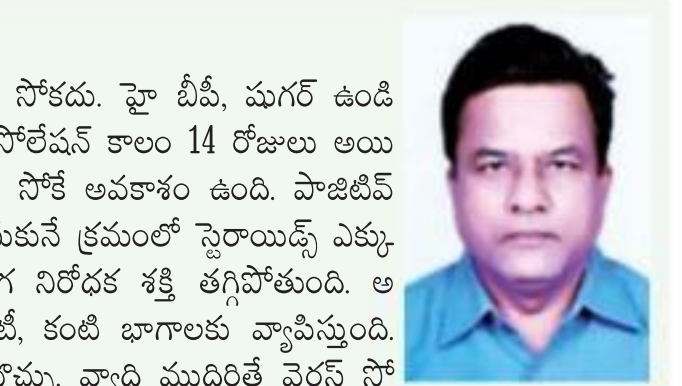 సోకదు. హై బీపీ, షుగర్ ఉండి
సోలేషన్ కాలం 14 రోజులు అయి
సోకే అవకాశం ఉంది. పాజిటివ్
కునే క్రమంలో స్టెరాయిడ్స్ ఎక్కు
గ నిరోధక శక్తి తగ్గిపోతుంది. అ
టీ, కంటి భాగాలకు వ్యాపిస్తుంది.
వ్యాధి ముదిరితే వైరస్ సో